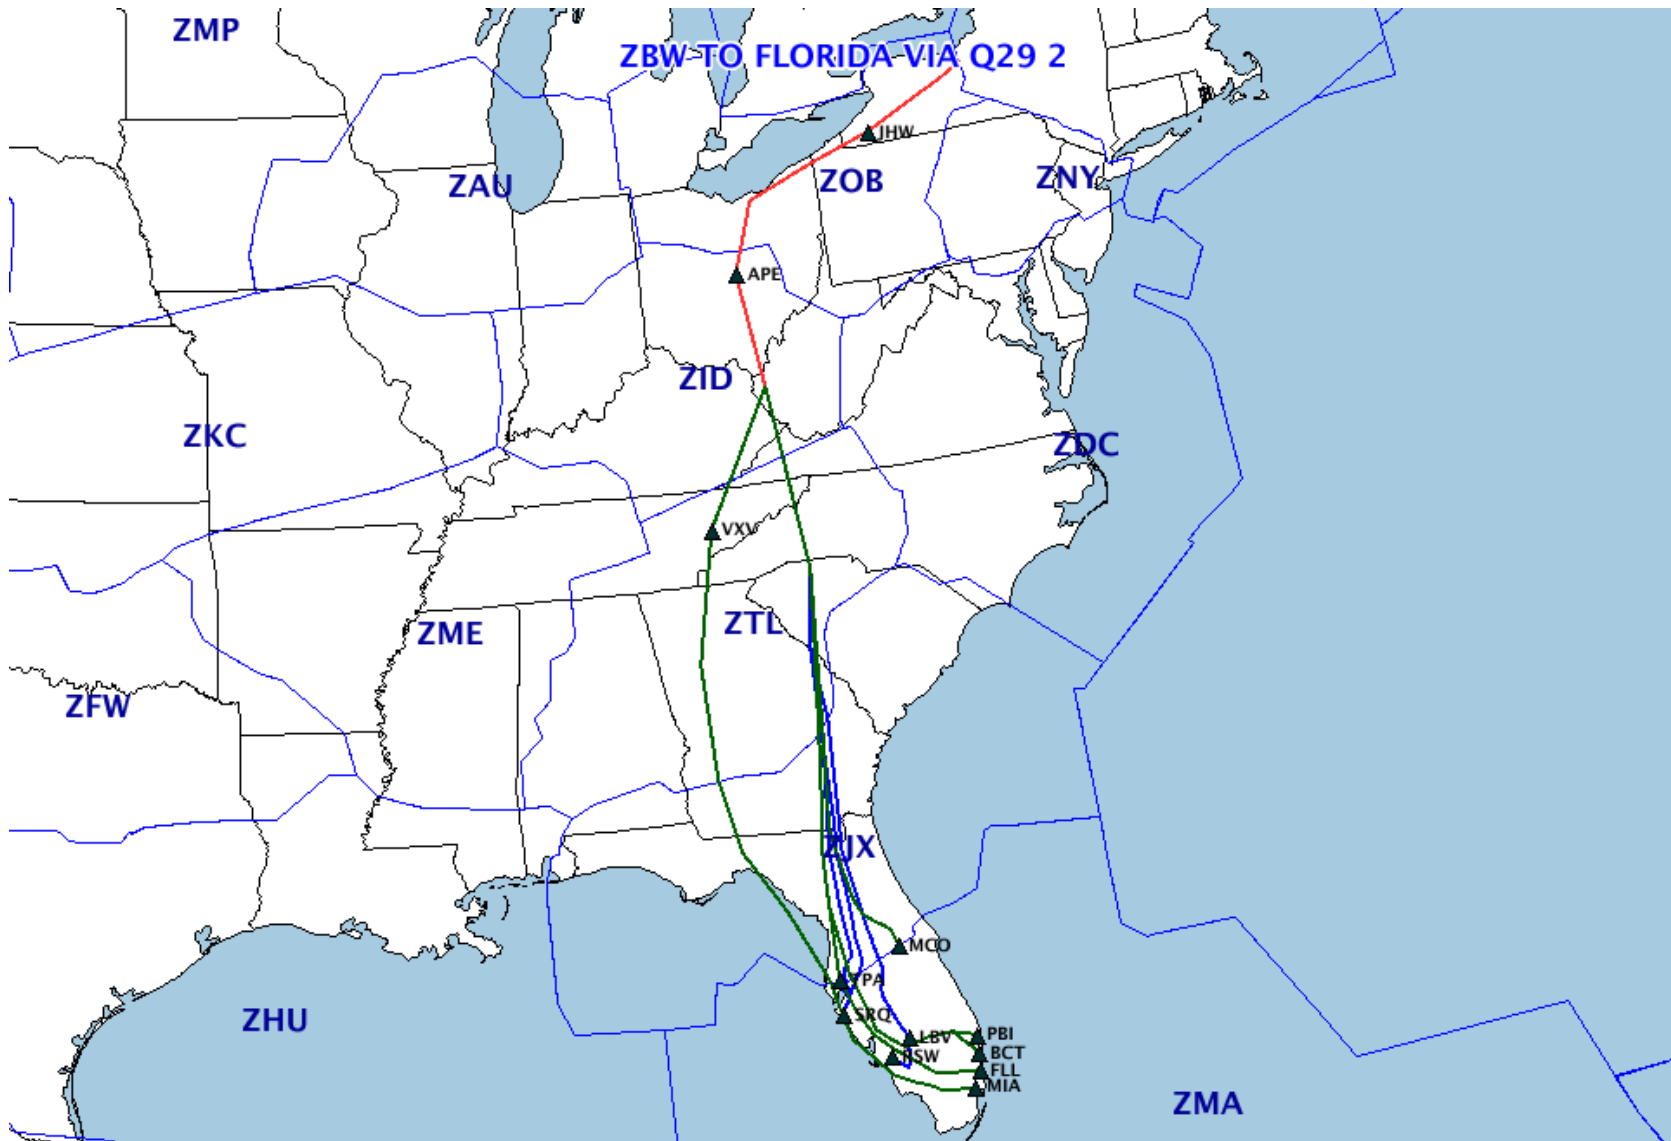 ZMP
ZBW TO FLORIDA VIA Q29 2
JHW
ZAU
ZOB
ZNY
APE
ZID
ZKC
ZDC
VXV
ZTL
ZME
ZFW
ZJX
MCO
TPA
SRQ
ZHU
LBV
PBI
RSW
BCT
FLL
MIA
ZMA